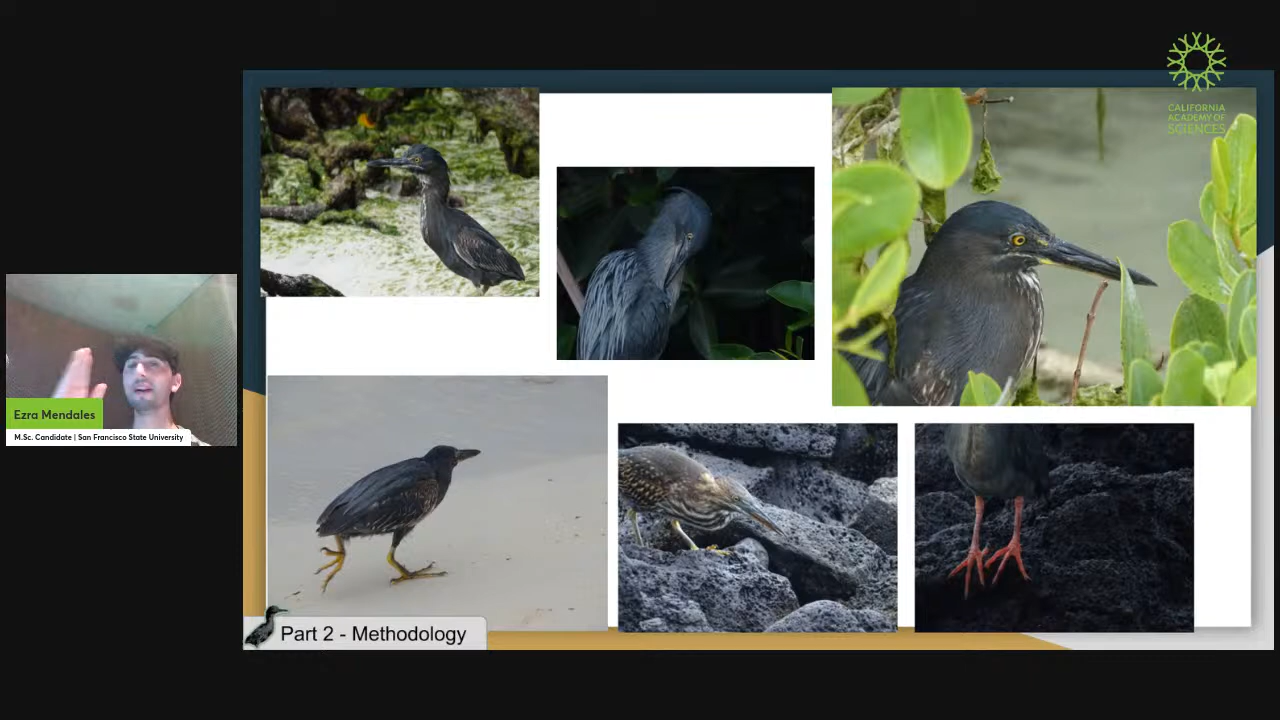 CALIFORNIA
ACADEMY OF
SCIENCES
Ezra Mendales
M.Sc. Candidate | San Francisco State University
Part 2 - Methodology